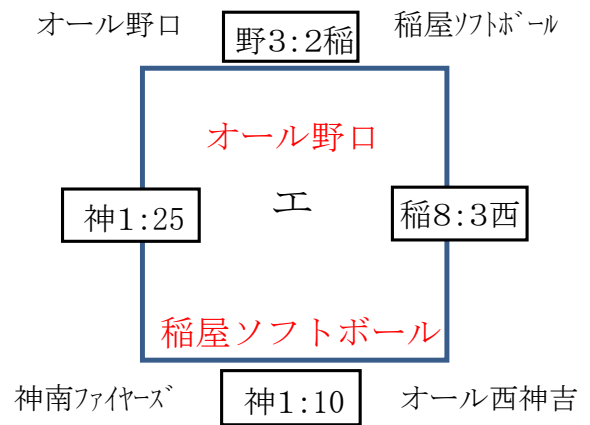 オール野口
稲屋ｿﾌﾄﾎﾞｰﾙ
野3:2稲
オール野口
エ
神1:25
稲8:3西
稲屋ソフトボール
神南ﾌｧｲﾔｰｽﾞ
神1:10
オール西神吉